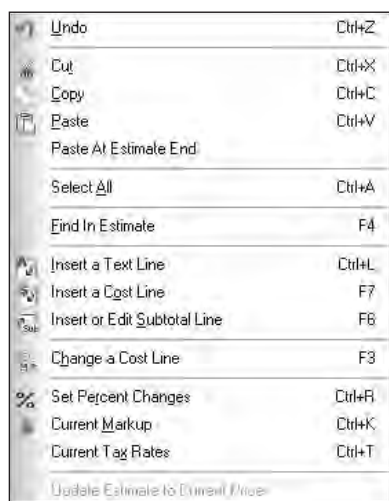 Undo Ctrl+Z
Cut Ctrl+X
Copy Ctrl+C
Paste Ctrl+V
Paste At Estimate End
Select All Ctrl+A
Find In Estimate F4
Insert a Text Line Ctrl+L
Insert a Cost Line F7
Insert or Edit Subtotal Line F6
Change a Cost Line F3
Set Percent Changes Ctrl+R
Current Markup Ctrl+K
Current Tax Rates Ctrl+T
Update Estimate to Current